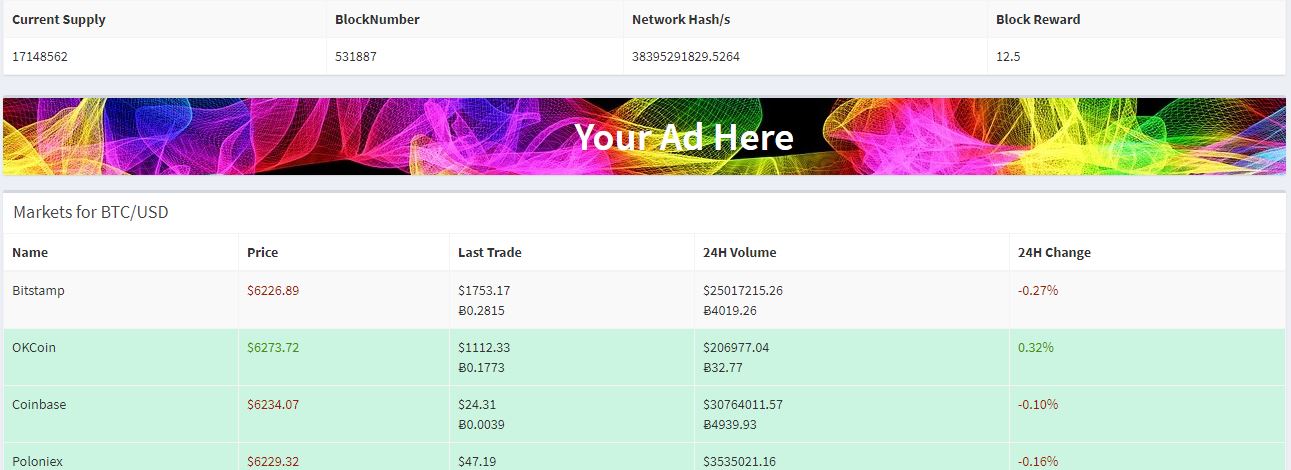 Current Supply BlockNumber Network Hash/s Block Reward
17148562 531887 38395291829.5264 12.5
Your Ad Here
Markets for BTC/USD
Name Price Last Trade 24H Volume 24H Change
Bitstamp $6226.89 $1753.17 $25017215.26 -0.27%
Ƀ0.2815 Ƀ4019.26
OKCoin $6273.72 $1112.33 $206977.04 0.32%
Ƀ0.1773 Ƀ32.77
Coinbase $6234.07 $24.31 $30764011.57 -0.10%
Ƀ0.0039 Ƀ4939.93
Poloniex $6229.32 $47.19 $3535021.16 -0.16%